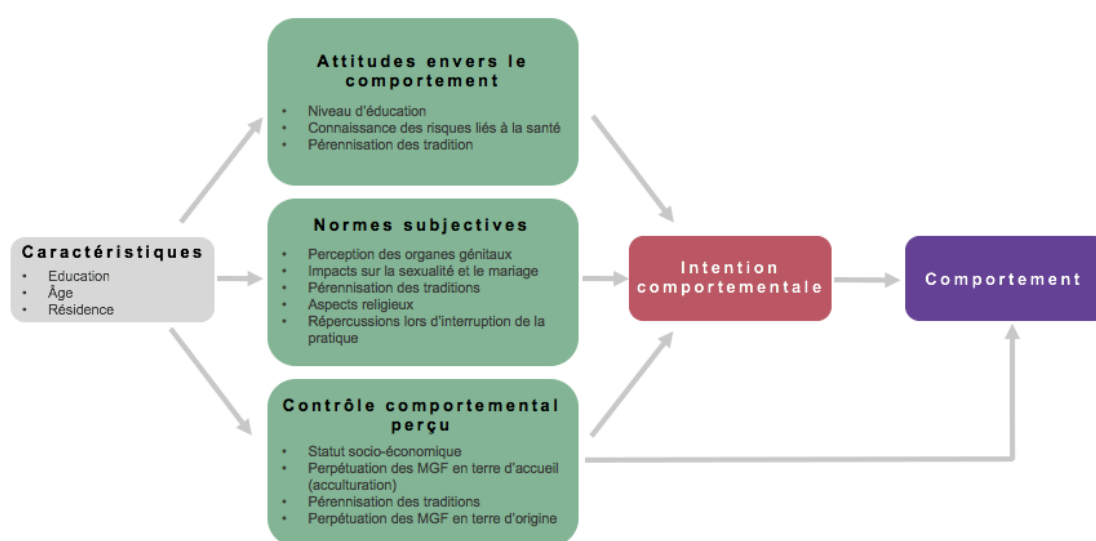 Attitudes envers le
comportement
• Niveau d'éducation
• Connaissance des risques liés à la santé
• Pérennisation des tradition
Caractéristiques
• Education
• Âge
• Résidence
Normes subjectives
• Perception des organes génitaux
• Impacts sur la sexualité et le mariage
• Pérennisation des traditions
• Aspects religieux
• Répercussions lors d'interruption de la
pratique
Contrôle comportemental
perçu
• Statut socio-économique
• Perpétuation des MGF en terre d'accueil
(acculturation)
• Pérennisation des traditions
• Perpétuation des MGF en terre d'origine
Intention
comportementale
Comportement